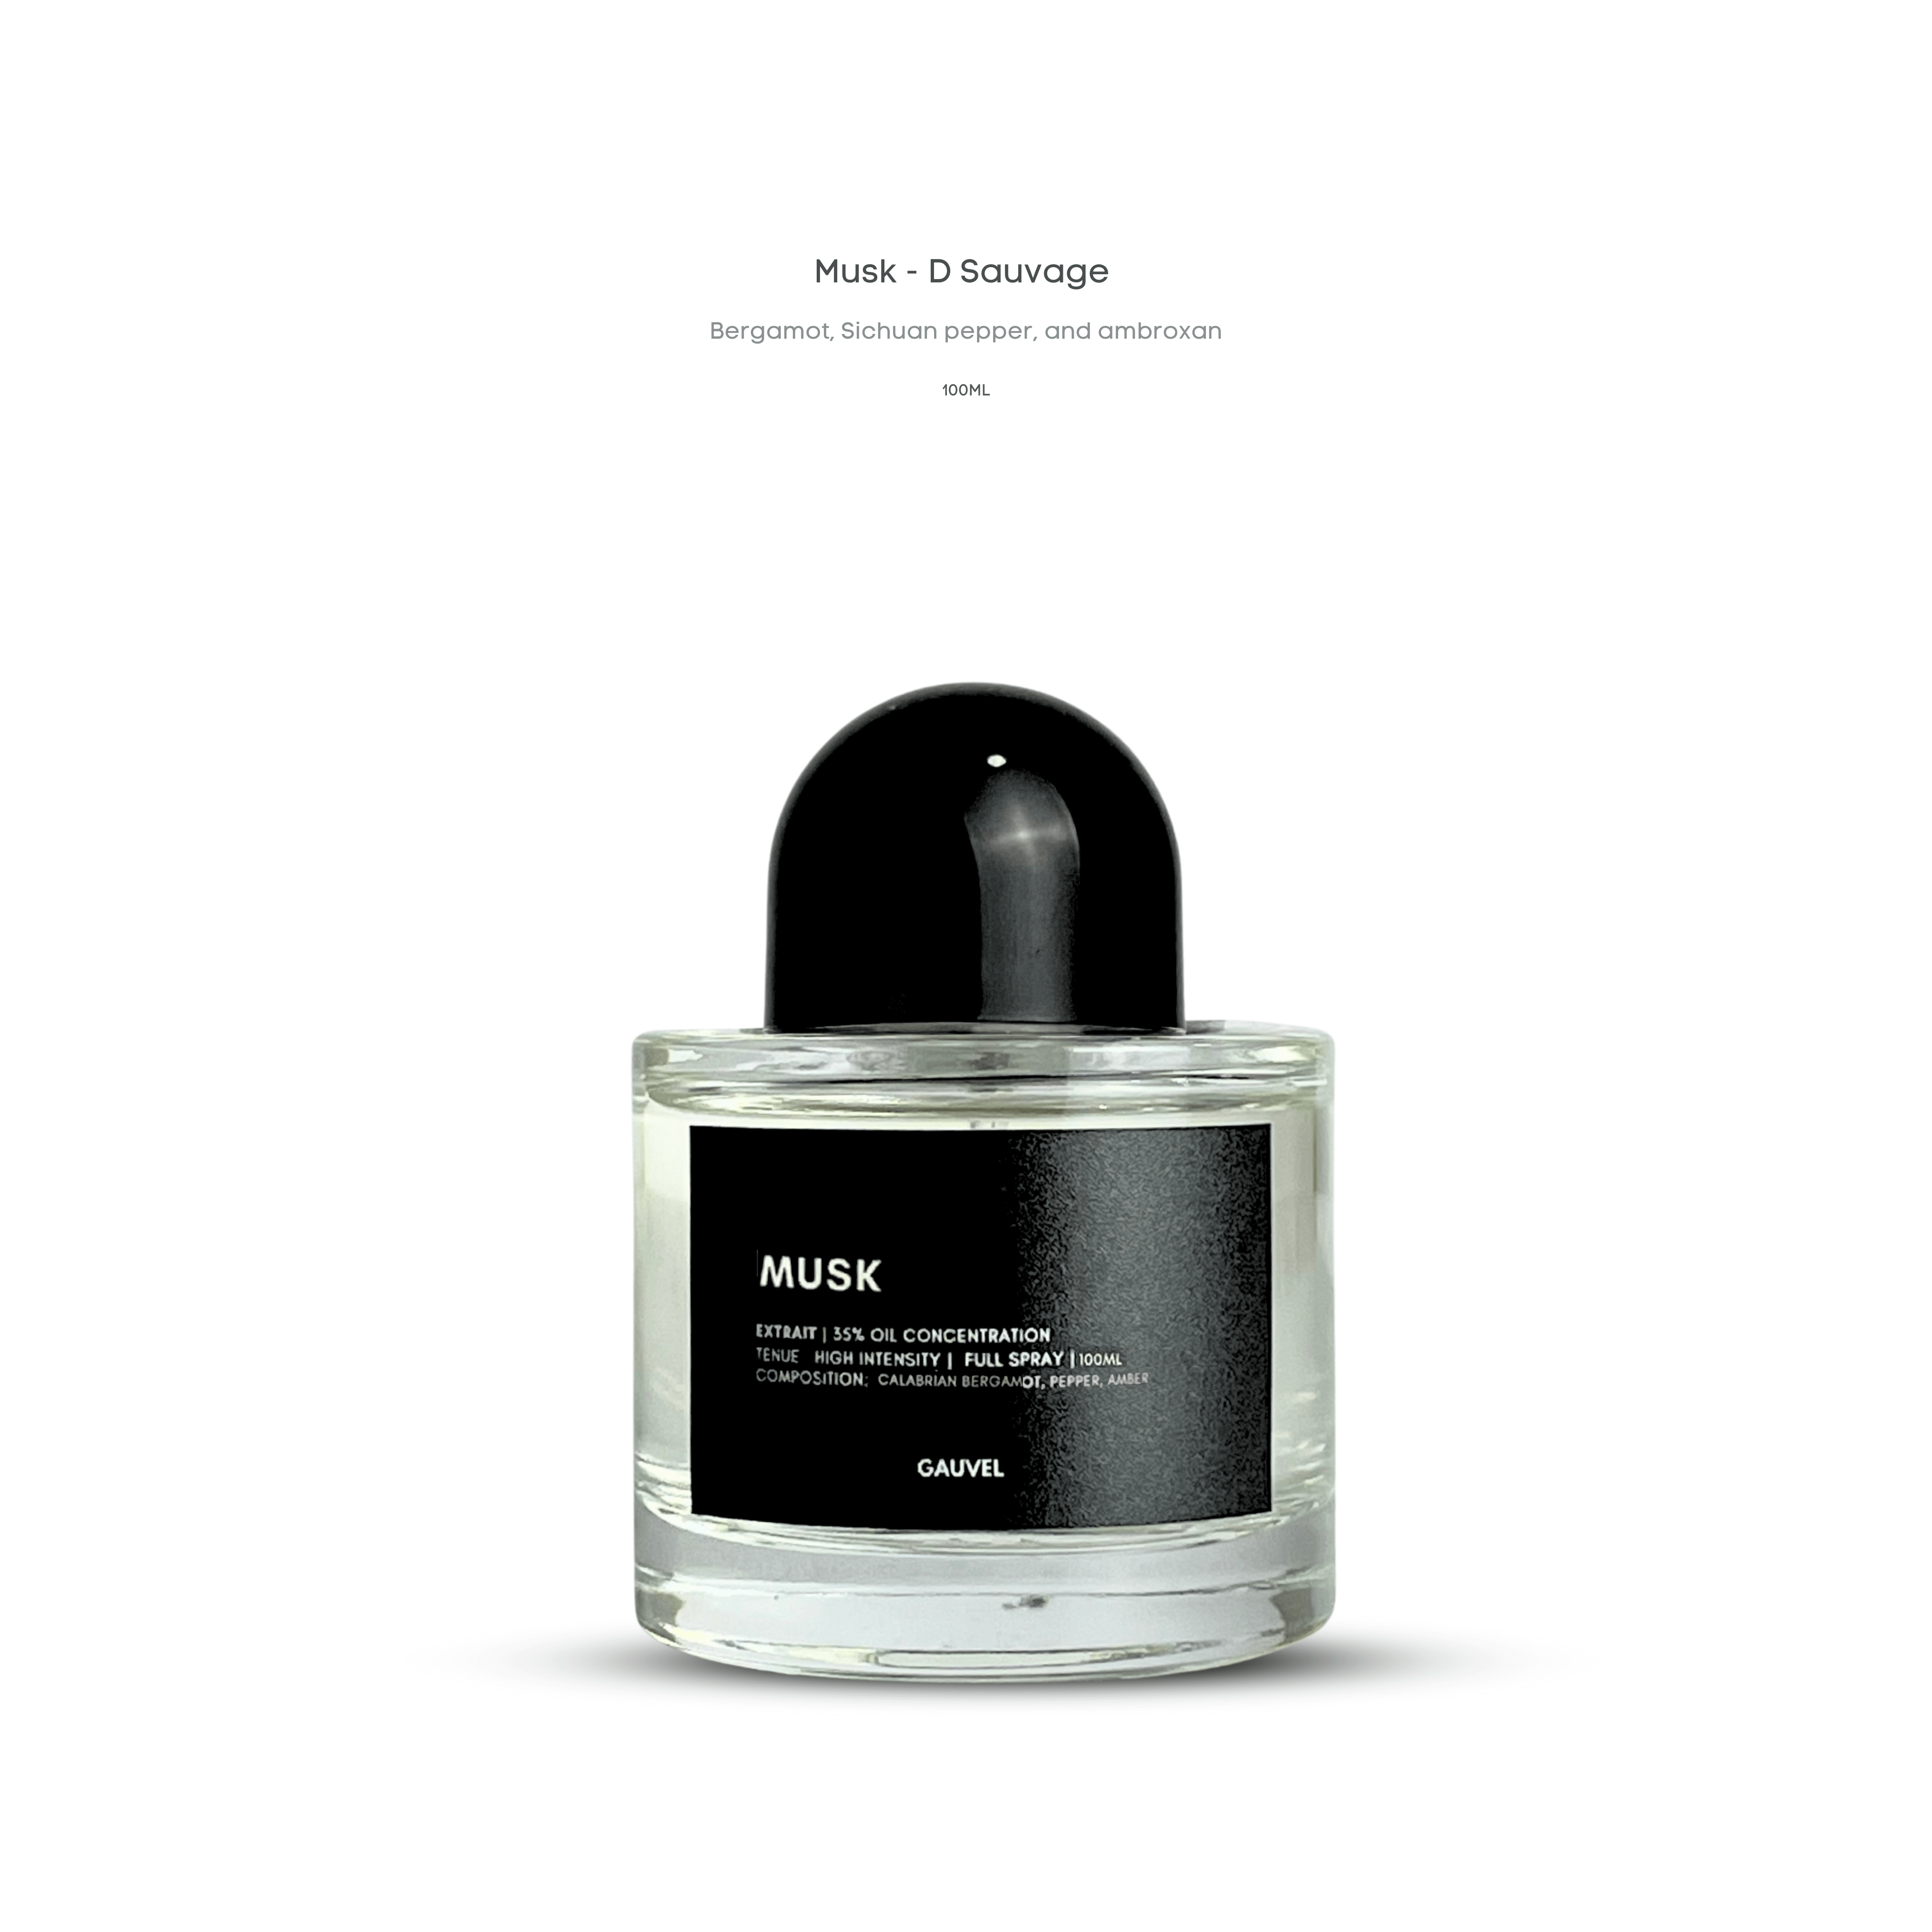 Musk - D Sauvage
Bergamot, Sichuan pepper, and ambroxan
100ML
MUSK
EXTRAIT | 35% OIL CONCENTRATION
TENUE HIGH INTENSITY | FULL SPRAY | 100ML
COMPOSITION: CALABRIAN BERGAMOT, PEPPER, AMBER
GAUVEL